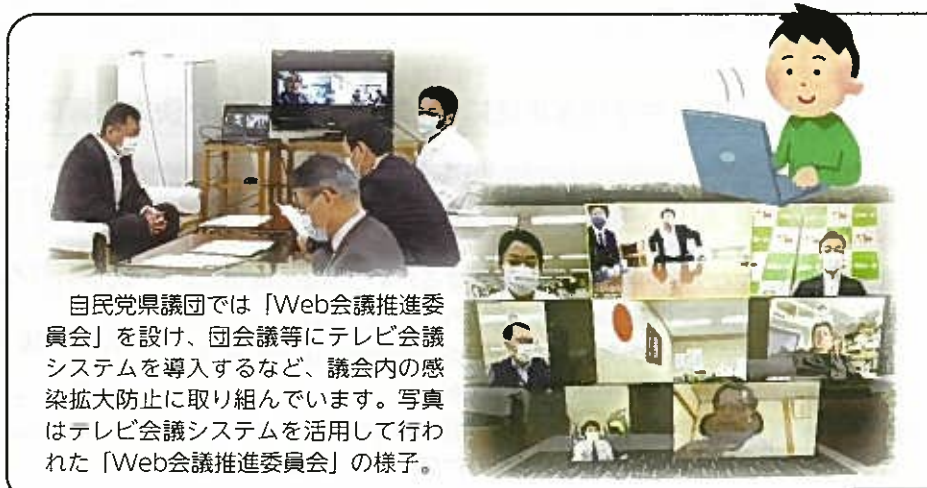 自民党県議団では「Web会議推進委
員会」を設け、団会議等にテレビ会議
システムを導入するなど、議会内の感
染拡大防止に取り組んでいます。写真
はテレビ会議システムを活用して行わ
れた「Web会議推進委員会」の様子。